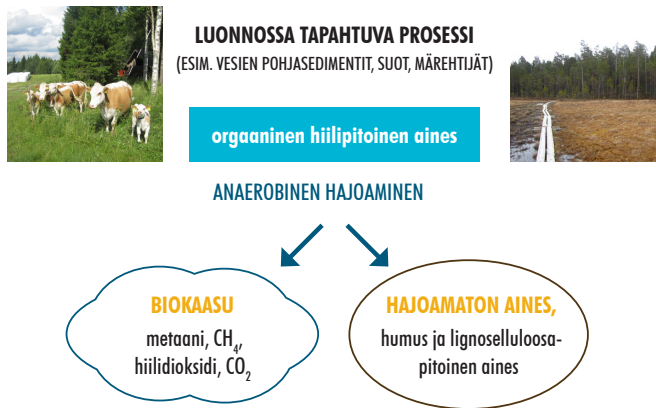 LUONNOSSA TAPAHTUVA PROSESSI
(ESIM. VESIEN POHJASEDIMENTIT, SUOT, MÄREHTIJÄT)
orgaaninen hiilipitoinen aines
ANAEROBINEN HAJOAMINEN
BIOKAASU
metaani, CH₄,
hiilidioksidi, CO₂
HAJOAMATON AINES,
humus ja lignoselluloosa-
pitoinen aines